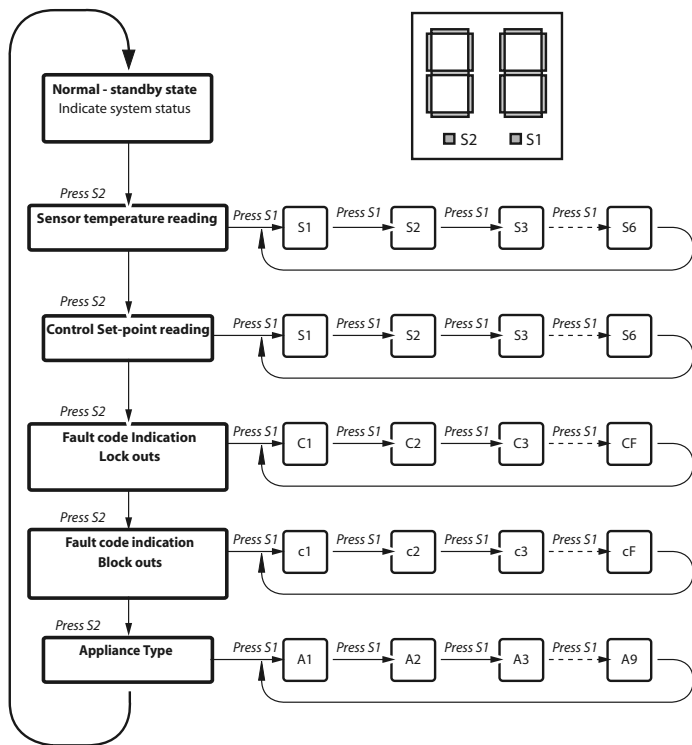 Normal - standby state
Indicate system status
S2 S1
Press S2
Sensor temperature reading
Press S1 S1 Press S1 S2 Press S1 S3 Press S1 S6
Press S2
Control Set-point reading
Press S1 S1 Press S1 S2 Press S1 S3 Press S1 S6
Press S2
Fault code Indication
Lock outs
Press S1 C1 Press S1 C2 Press S1 C3 Press S1 CF
Press S2
Fault code indication
Block outs
Press S1 c1 Press S1 c2 Press S1 c3 Press S1 cF
Press S2
Appliance Type
Press S1 A1 Press S1 A2 Press S1 A3 Press S1 A9